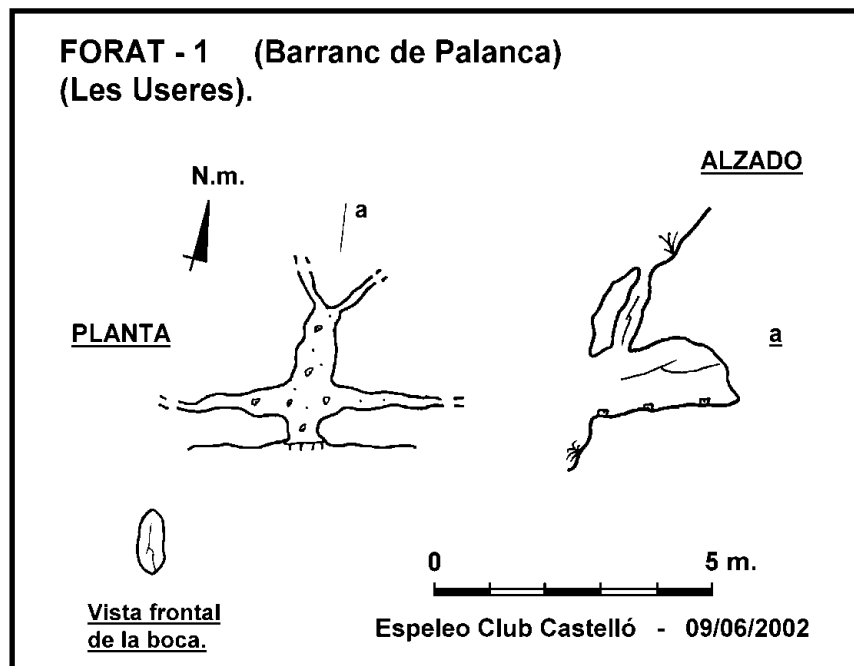 FORAT - 1 (Barranc de Palanca)
(Les Useres).
ALZADO
N.m.
a
PLANTA
a
0 5 m.
Vista frontal
de la boca.
Espeleo Club Castelló - 09/06/2002